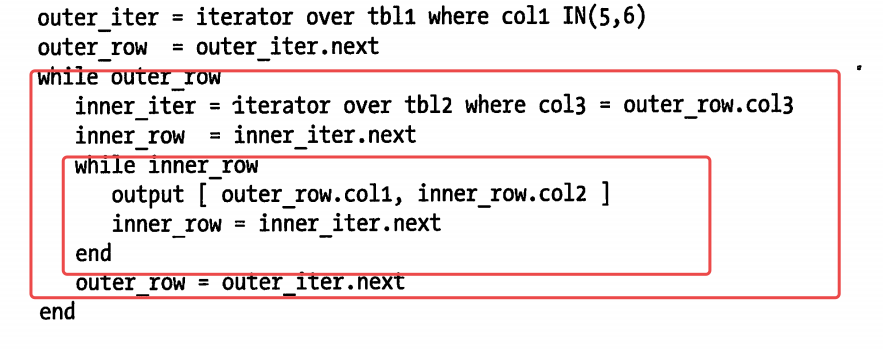 outer_iter = iterator over tbl1 where col1 IN(5,6)
outer_row  = outer_iter.next
while outer_row
   inner_iter = iterator over tbl2 where col3 = outer_row.col3
   inner_row  = inner_iter.next
   while inner_row
      output [ outer_row.col1, inner_row.col2 ]
      inner_row = inner_iter.next
   end
   outer_row = outer_iter.next
end